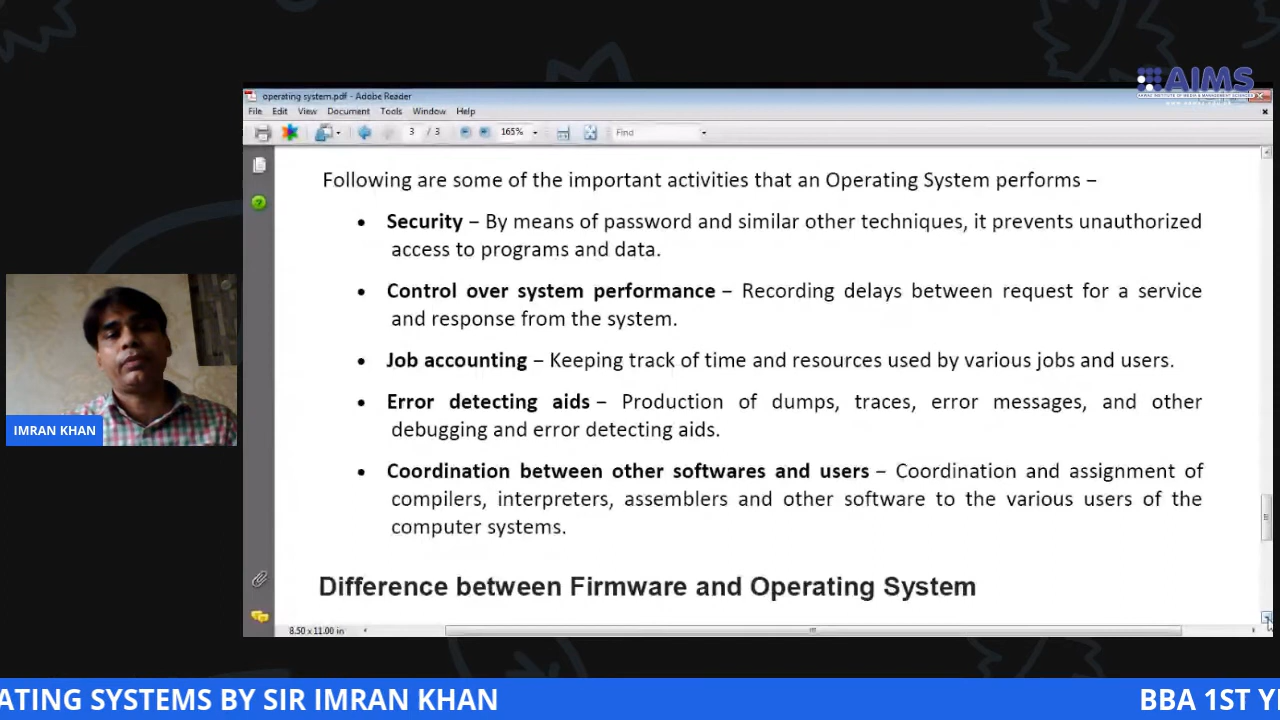 AIMS
operating system.pdf - Adobe Reader
File Edit View Document Tools Window Help
3 / 3 165% Find
Following are some of the important activities that an Operating System performs −
• Security − By means of password and similar other techniques, it prevents unauthorized
access to programs and data.
• Control over system performance − Recording delays between request for a service
and response from the system.
• Job accounting − Keeping track of time and resources used by various jobs and users.
• Error detecting aids − Production of dumps, traces, error messages, and other
debugging and error detecting aids.
• Coordination between other softwares and users − Coordination and assignment of
compilers, interpreters, assemblers and other software to the various users of the
computer systems.
Difference between Firmware and Operating System
8.50 x 11.00 in
IMRAN KHAN
ATING SYSTEMS BY SIR IMRAN KHAN
BBA 1ST YE